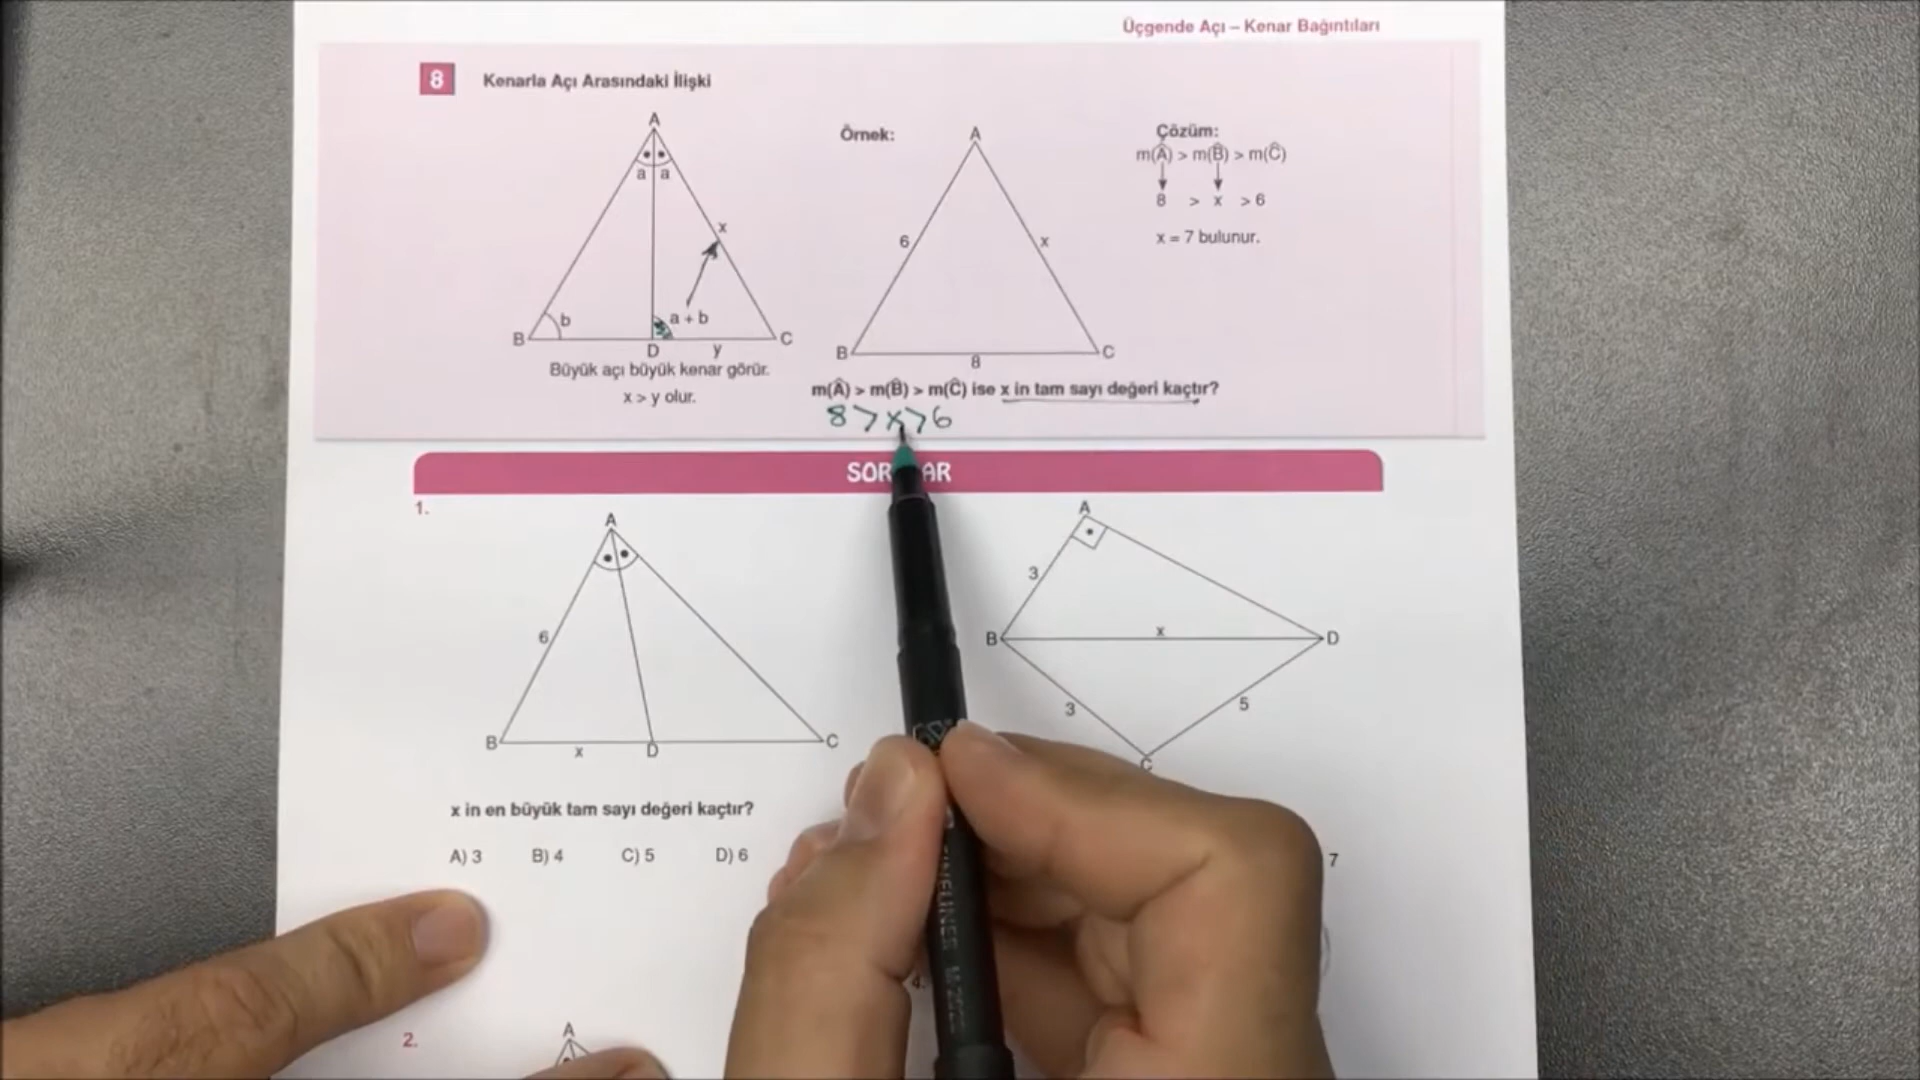 Üçgende Açı – Kenar Bağıntıları
8 Kenarla Açı Arasındaki İlişki
A
a a
x
b
a + b
B D y C
Büyük açı büyük kenar görür.
x > y olur.
Örnek:
A
6 x
B 8 C
m(Â) > m(B̂) > m(Ĉ) ise x in tam sayı değeri kaçtır?
8 > x > 6
Çözüm:
m(Â) > m(B̂) > m(Ĉ)
8 > x > 6
x = 7 bulunur.
1.
A
6
B x D C
x in en büyük tam sayı değeri kaçtır?
A) 3 B) 4 C) 5 D) 6
2.
A
A
3
B x D
3 5
C
7
4.